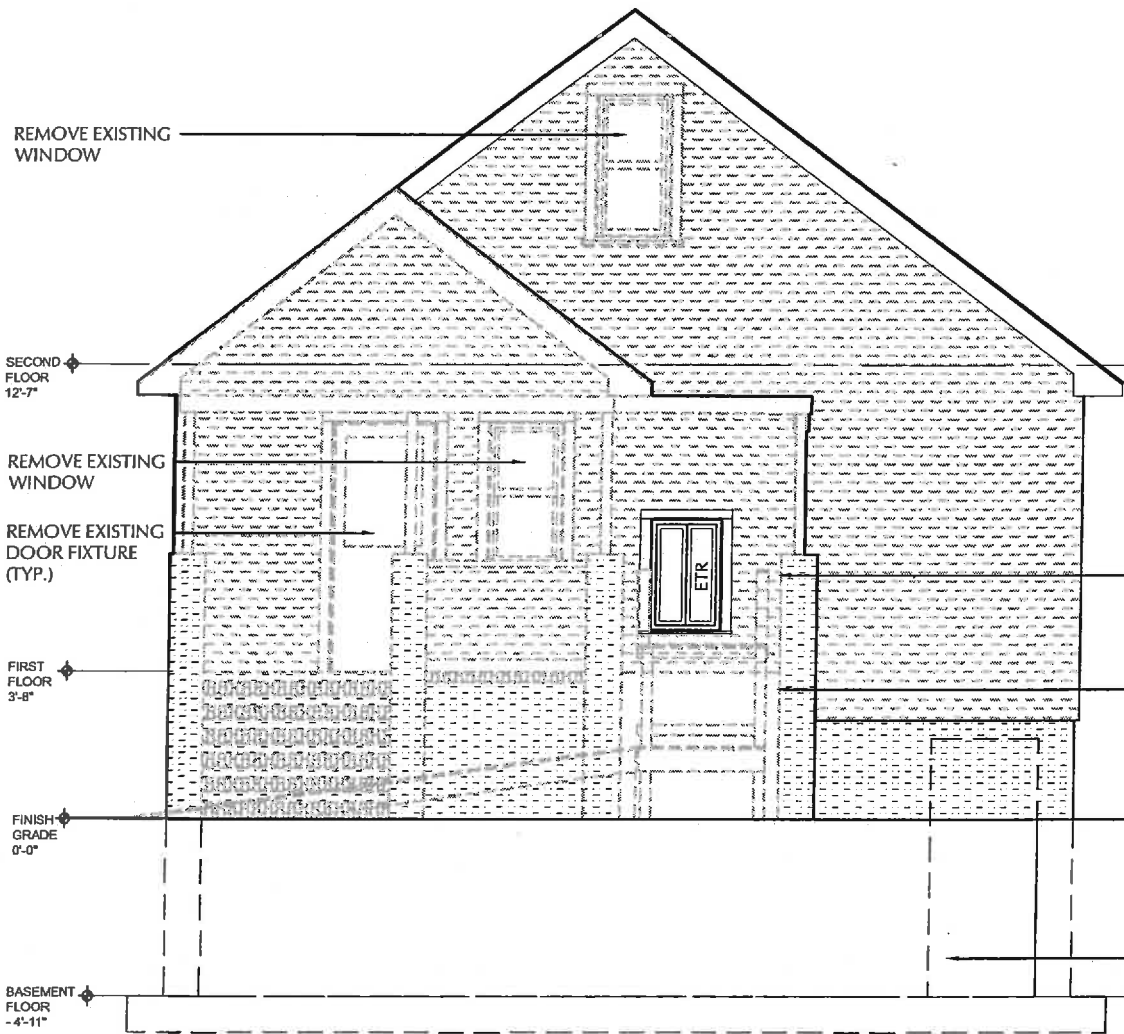 REMOVE EXISTING
WINDOW
SECOND
FLOOR
12'-7"
REMOVE EXISTING
WINDOW
REMOVE EXISTING
DOOR FIXTURE
(TYP.)
ETR
FIRST
FLOOR
3'-8"
FINISH
GRADE
0'-0"
BASEMENT
FLOOR
- 4'-11"